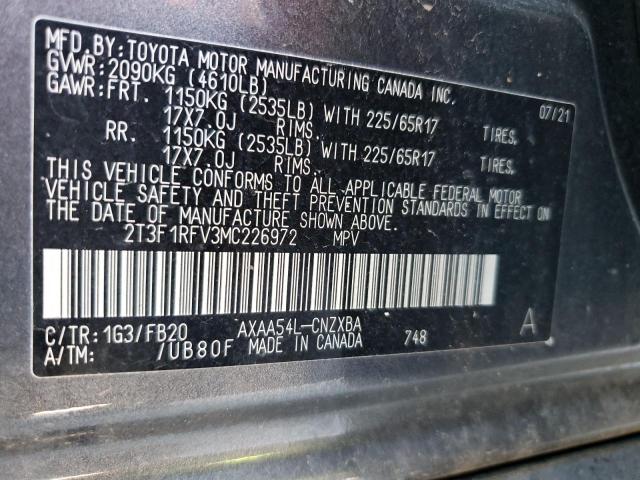 MFD.BY:TOYOTA MOTOR MANUFACTURING CANADA INC.
GVWR:2090KG (4610LB) 07/21
GAWR:FRT. 1150KG (2535LB) WITH 225/65R17 TIRES,
17X7.0J RIMS,
RR. 1150KG (2535LB) WITH 225/65R17 TIRES,
17X7.0J RIMS,
THIS VEHICLE CONFORMS TO ALL APPLICABLE FEDERAL MOTOR
VEHICLE SAFETY AND THEFT PREVENTION STANDARDS IN EFFECT ON
THE DATE OF MANUFACTURE SHOWN ABOVE.
2T3F1RFV3MC226972 MPV
C/TR:1G3/FB20 AXAA54L-CNZXBA A
A/TM: /UB80F MADE IN CANADA 748